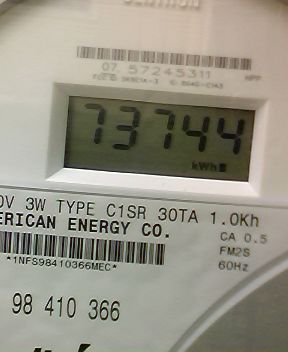 07 57245311
73744
kWh
0V 3W TYPE C1SR 30TA 1.0Kh
ERICAN ENERGY CO.
CA 0.5
FM2S
*1NFS98410366MEC*
60Hz
98 410 366